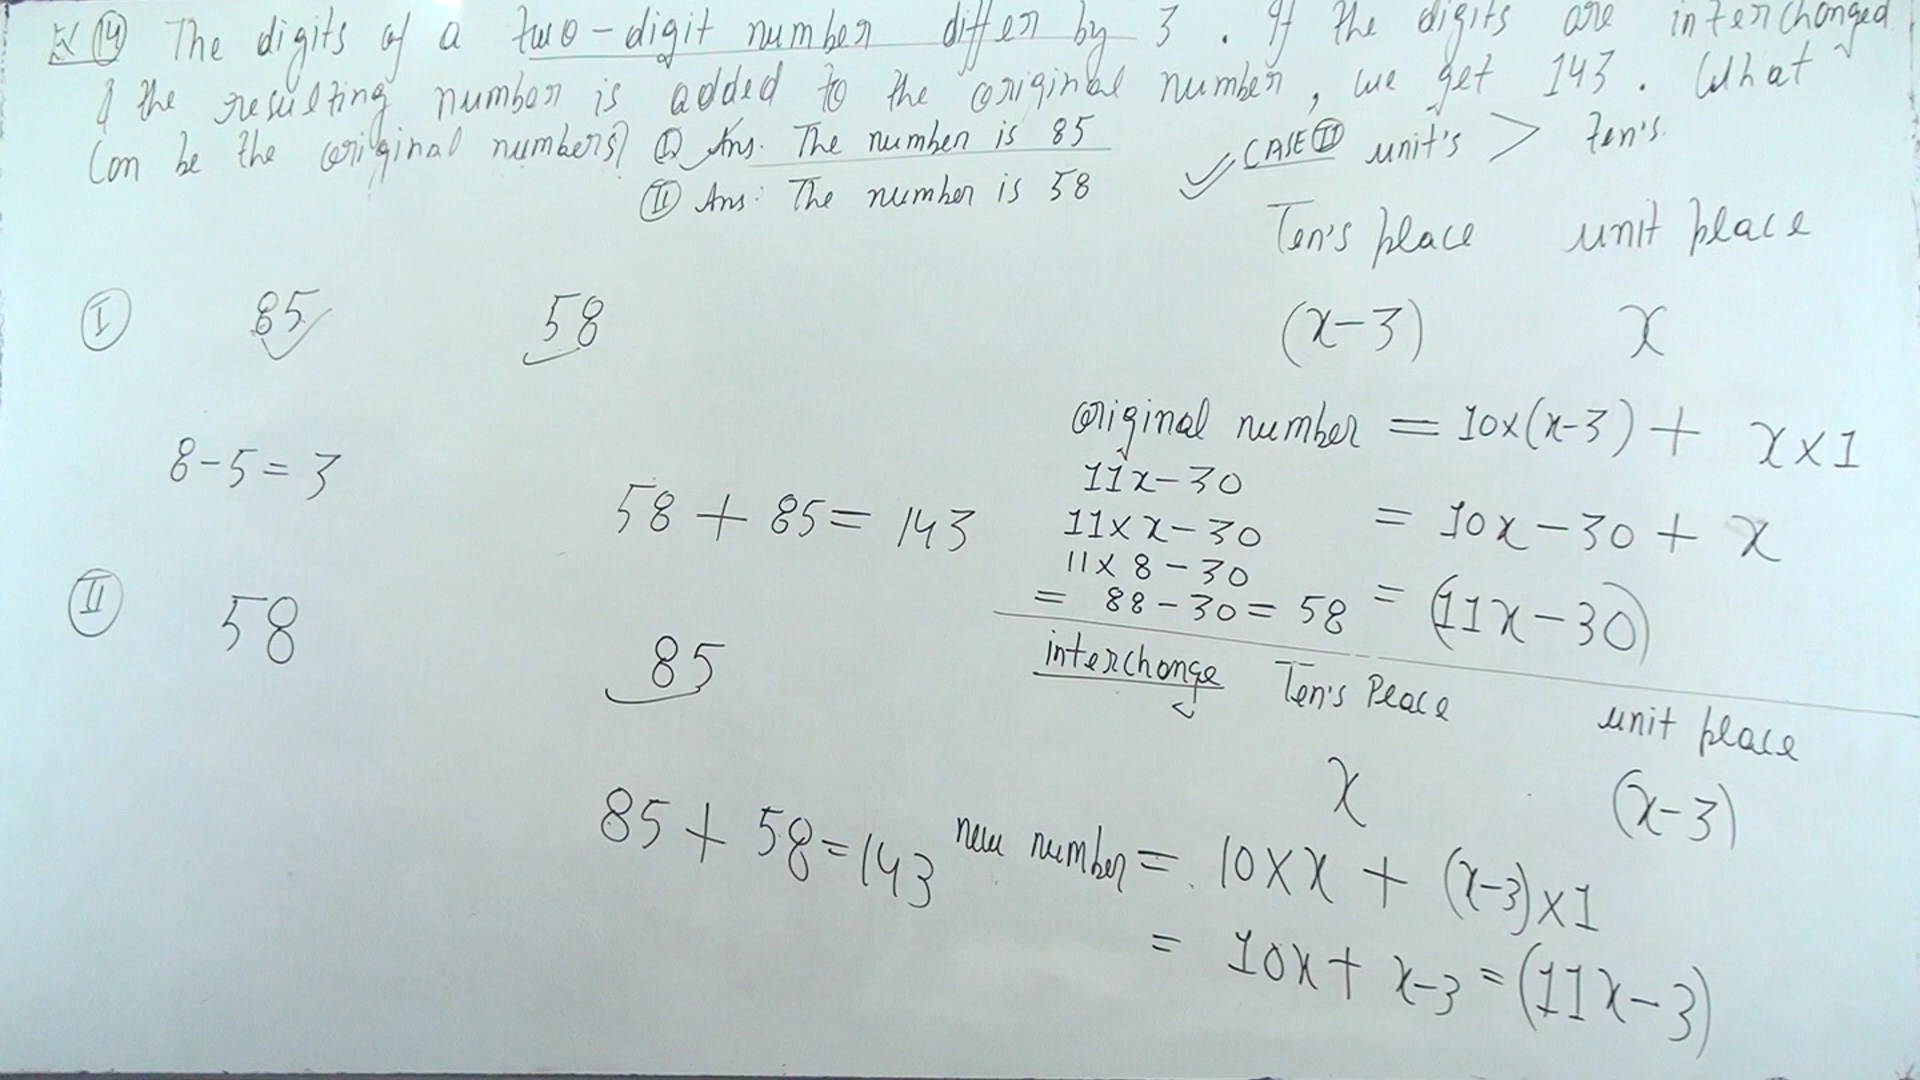 Ex 14 The digits of a two-digit number differ by 3. If the digits are interchanged
& the resulting number is added to the original number, we get 143. What
can be the original numbers? I Ans. The number is 85
II Ans: The number is 58
CASE II unit's > ten's
Ten's place unit place
I 85 58
(x-3) x
original number = 10x(x-3) + x×1
8-5=3
11x-30
58 + 85= 143
11×x-30
= 10x-30 + x
11×8-30
= 88-30= 58
= (11x-30)
II 58
85
interchange Ten's Place unit place
x (x-3)
85 + 58=143
new number = 10×x + (x-3)×1
= 10x+ x-3 = (11x-3)